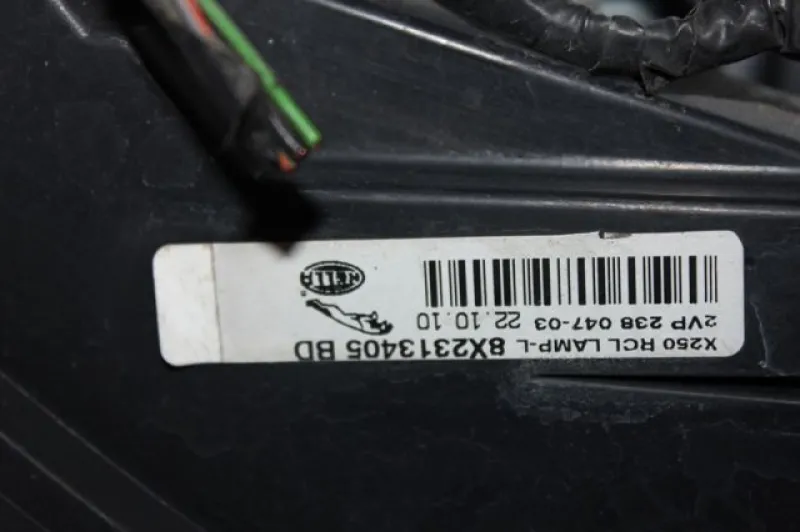 X250 RCL LAMP-L 8X2313405 BD
2VP 238 047-03 22.10.10
HELLA